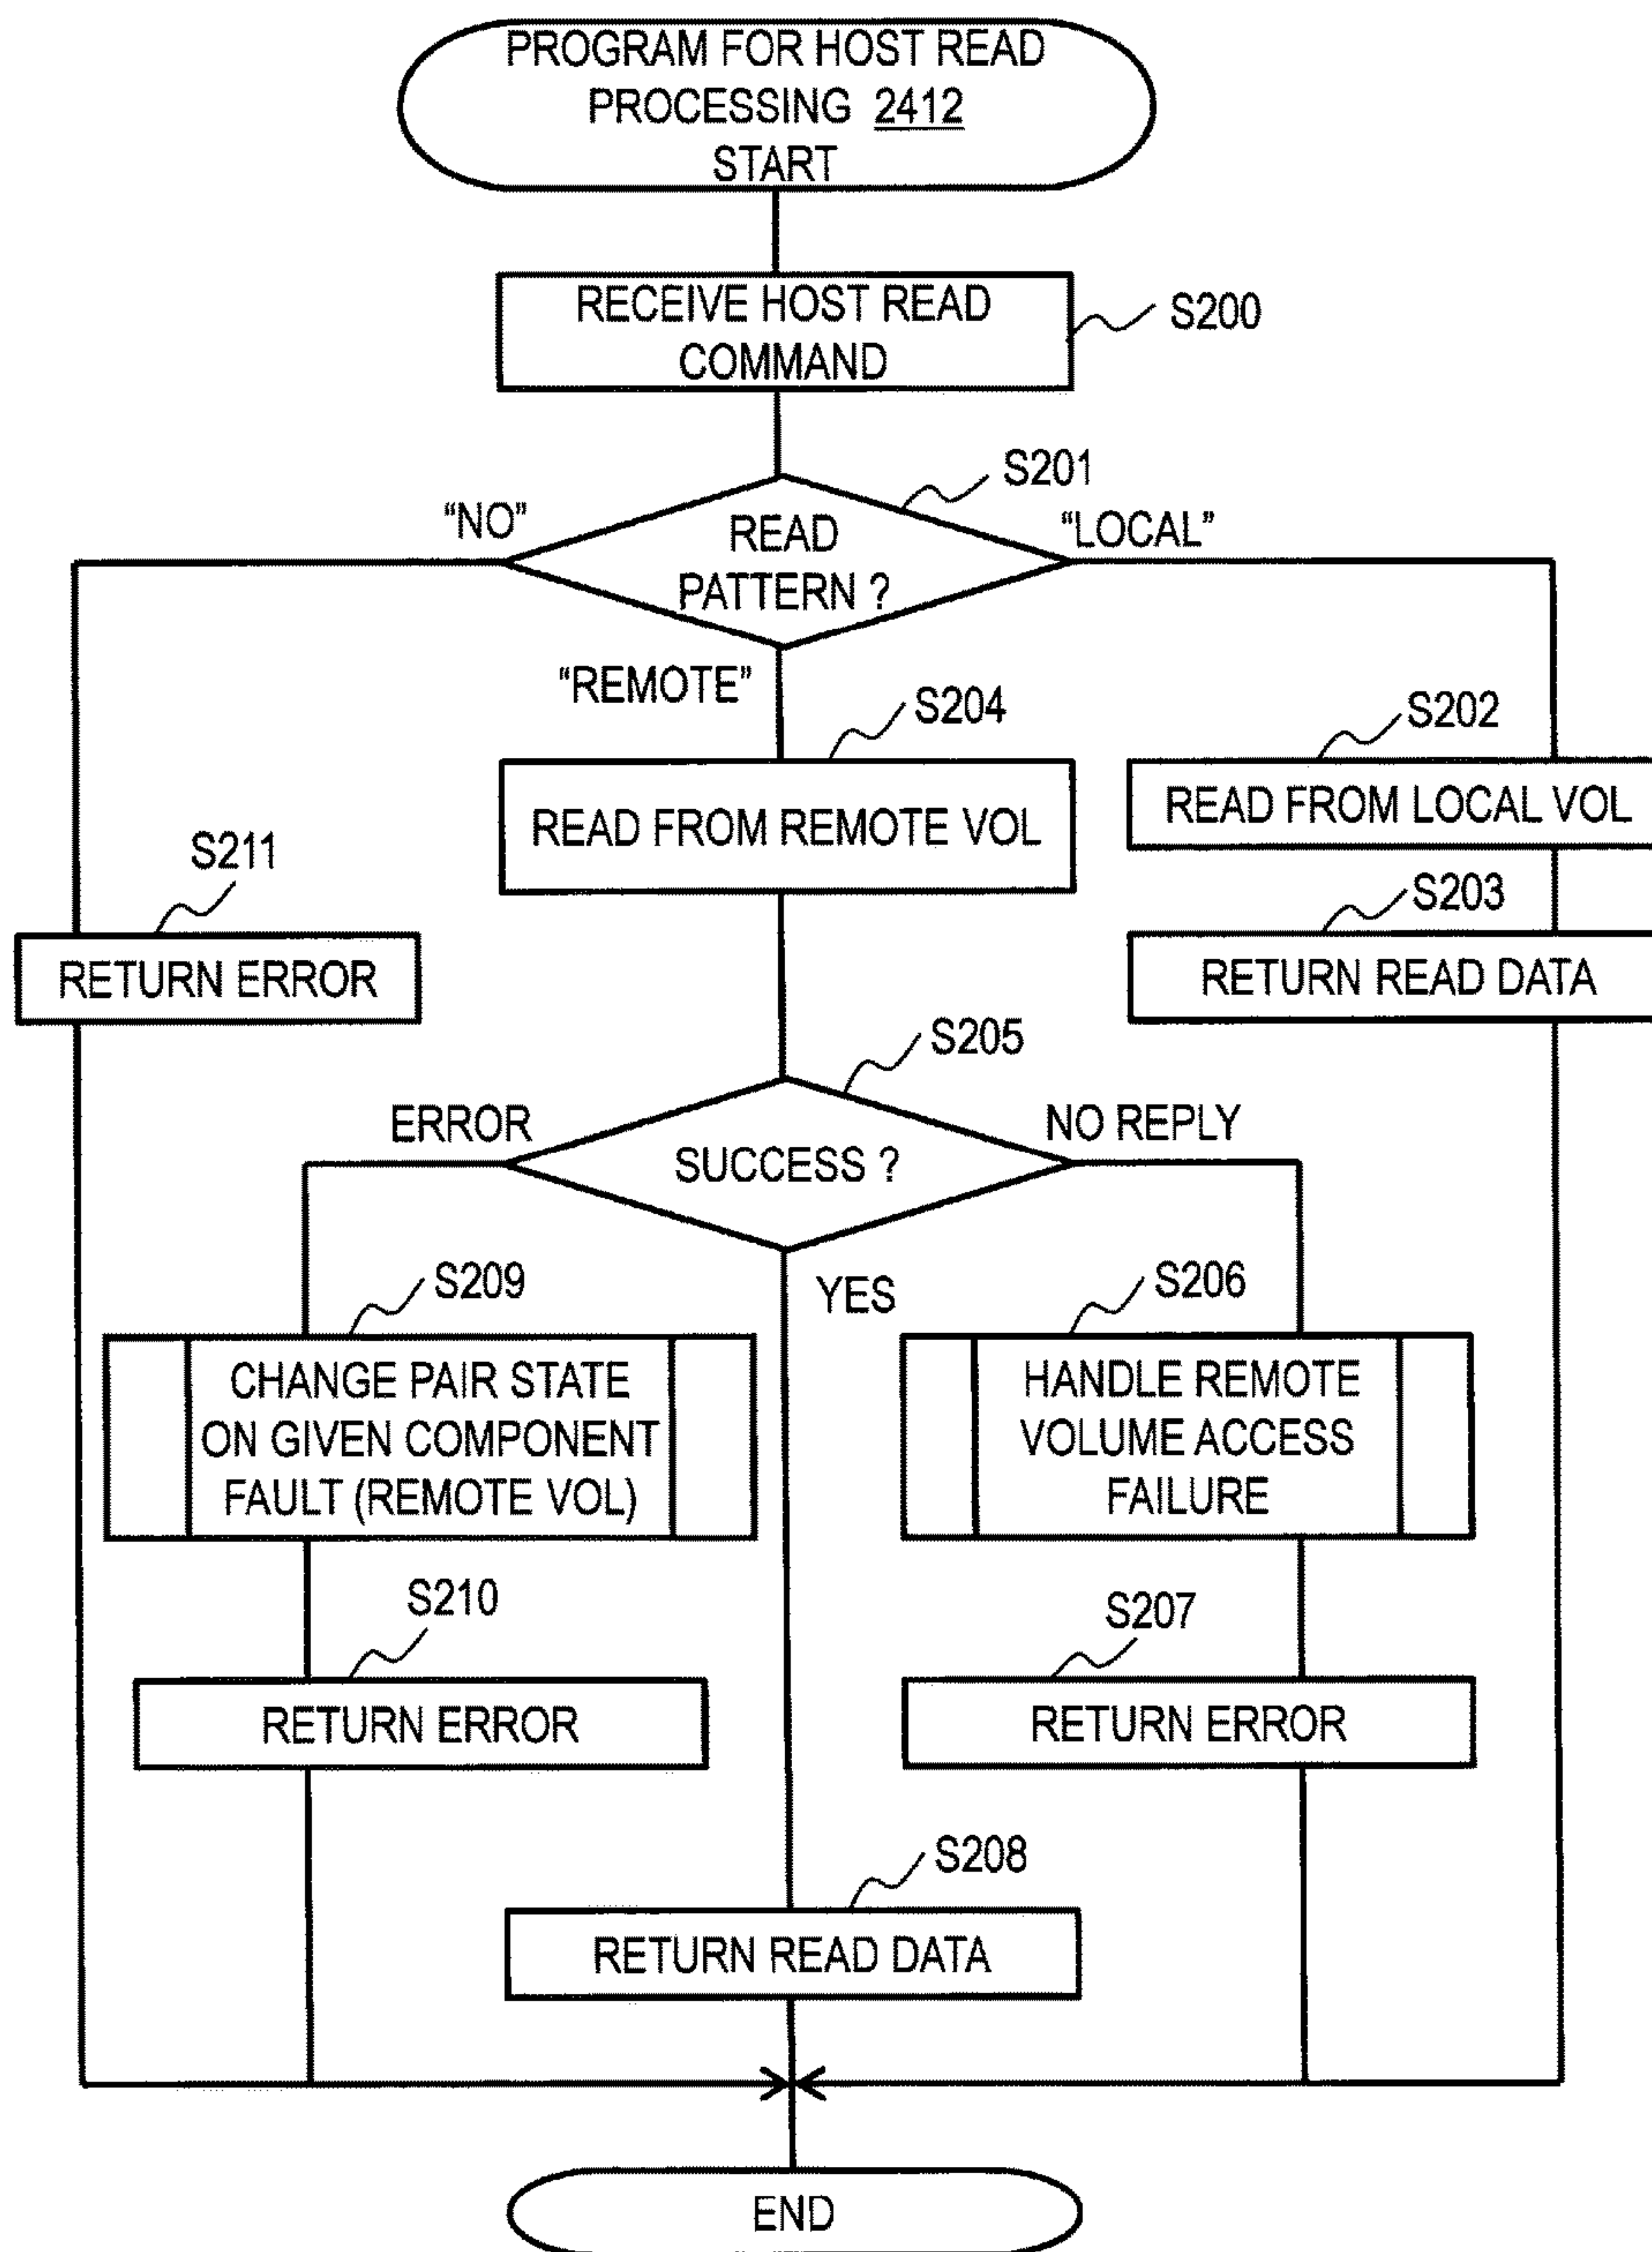 PROGRAM FOR HOST READ
PROCESSING 2412
START
RECEIVE HOST READ
COMMAND
S200
S201
"NO"
READ
PATTERN ?
"LOCAL"
"REMOTE"
S204
S202
READ FROM REMOTE VOL
READ FROM LOCAL VOL
S211
S203
RETURN ERROR
RETURN READ DATA
S205
ERROR
SUCCESS ?
NO REPLY
YES
S209
S206
CHANGE PAIR STATE
ON GIVEN COMPONENT
FAULT (REMOTE VOL)
HANDLE REMOTE
VOLUME ACCESS
FAILURE
S210
S207
RETURN ERROR
RETURN ERROR
S208
RETURN READ DATA
END